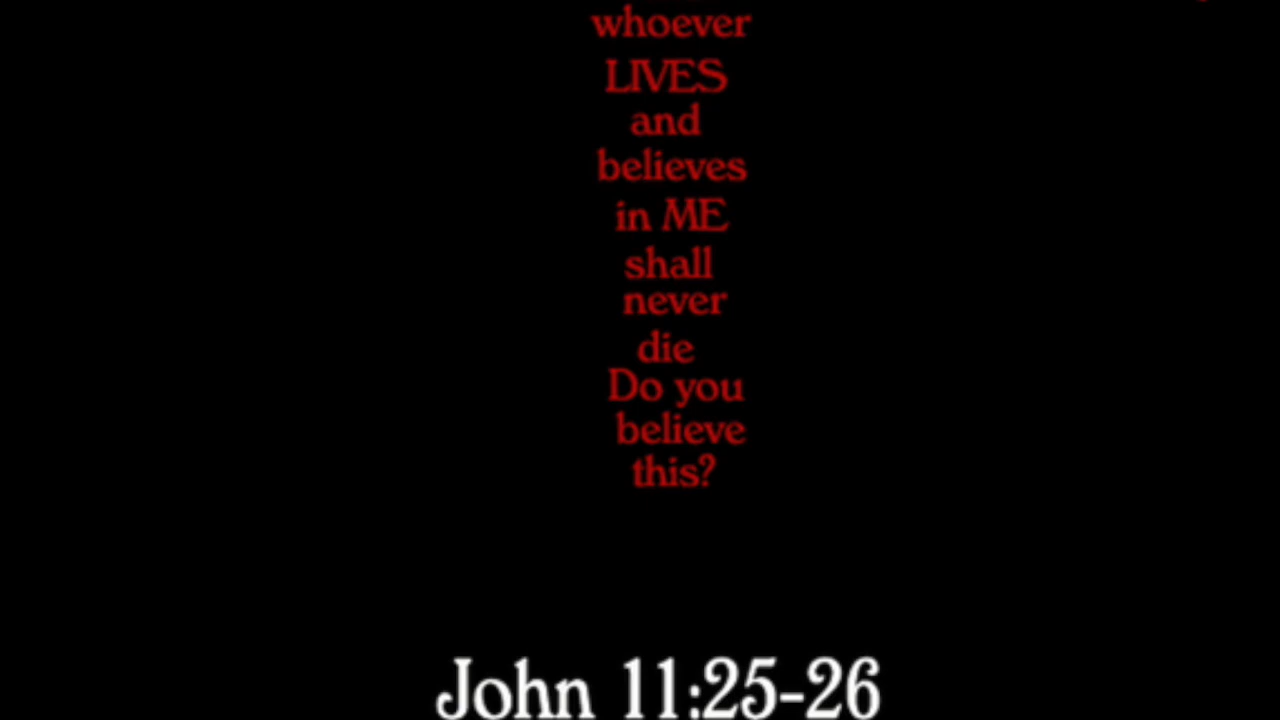 whoever
LIVES
and
believes
in ME
shall
never
die
Do you
believe
this?
John 11:25-26